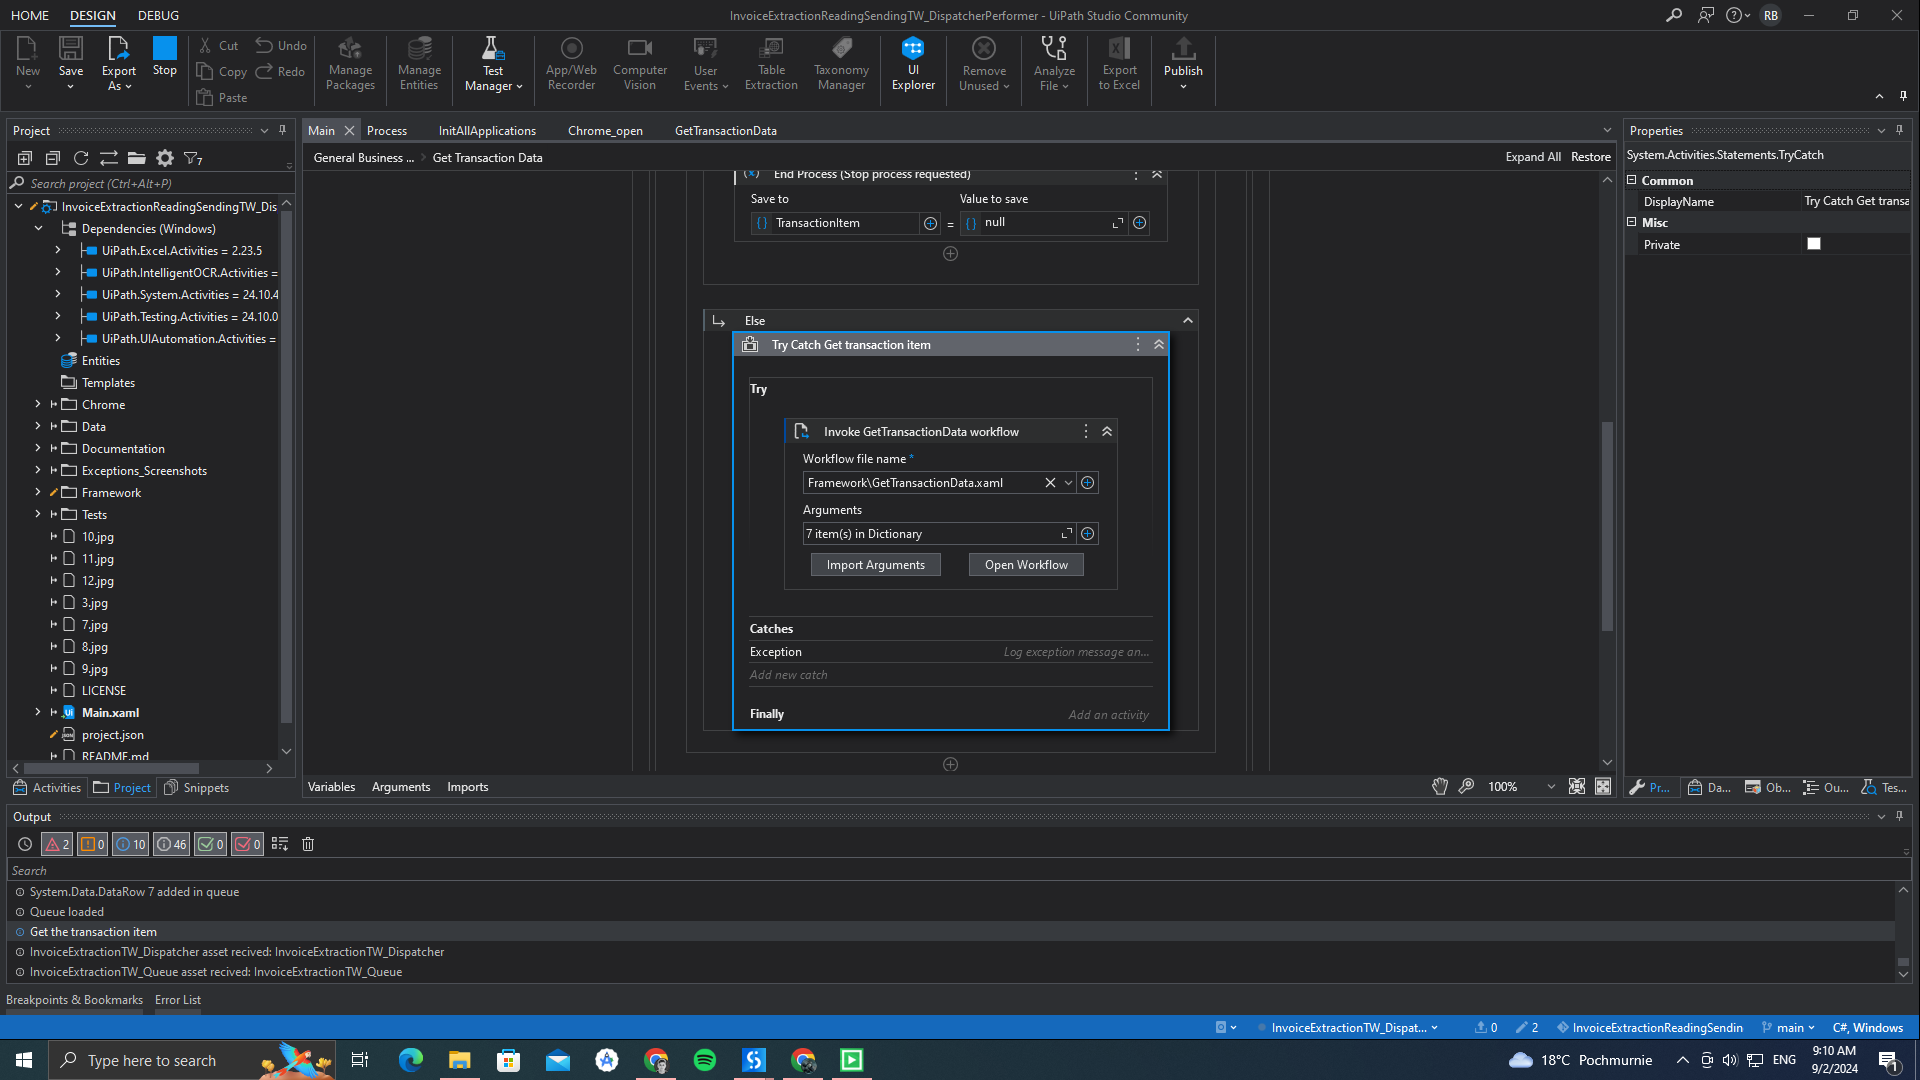 HOME DESIGN DEBUG
InvoiceExtractionReadingSendingTW_DispatcherPerformer - UiPath Studio Community
RB
New
Save
Export As
Stop
Cut
Copy
Paste
Undo
Redo
Manage Packages
Manage Entities
Test Manager
App/Web Recorder
Computer Vision
User Events
Table Extraction
Taxonomy Manager
UI Explorer
Remove Unused
Analyze File
Export to Excel
Publish
Project
Search project (Ctrl+Alt+P)
InvoiceExtractionReadingSendingTW_Dis
Dependencies (Windows)
UiPath.Excel.Activities = 2.23.5
UiPath.IntelligentOCR.Activities =
UiPath.System.Activities = 24.10.4
UiPath.Testing.Activities = 24.10.0
UiPath.UIAutomation.Activities =
Entities
Templates
Chrome
Data
Documentation
Exceptions_Screenshots
Framework
Tests
10.jpg
11.jpg
12.jpg
3.jpg
7.jpg
8.jpg
9.jpg
LICENSE
Main.xaml
project.json
README.md
Activities Project Snippets
Main Process InitAllApplications Chrome_open GetTransactionData
General Business ... Get Transaction Data
Expand All Restore
End Process (Stop process requested)
Save to Value to save
TransactionItem = null
Else
Try Catch Get transaction item
Try
Invoke GetTransactionData workflow
Workflow file name *
Framework\GetTransactionData.xaml
Arguments
7 item(s) in Dictionary
Import Arguments Open Workflow
Catches
Exception Log exception message an...
Add new catch
Finally Add an activity
Variables Arguments Imports
100%
Properties
System.Activities.Statements.TryCatch
Common
DisplayName Try Catch Get transa
Misc
Private
Pr... Da... Ob... Ou... Tes...
Output
2 0 10 46 0 0
Search
System.Data.DataRow 7 added in queue
Queue loaded
Get the transaction item
InvoiceExtractionTW_Dispatcher asset recived: InvoiceExtractionTW_Dispatcher
InvoiceExtractionTW_Queue asset recived: InvoiceExtractionTW_Queue
Breakpoints & Bookmarks Error List
InvoiceExtractionTW_Dispat... 0 2 InvoiceExtractionReadingSendin main C#, Windows
Type here to search
18°C Pochmurnie
ENG
9:10 AM
9/2/2024
1